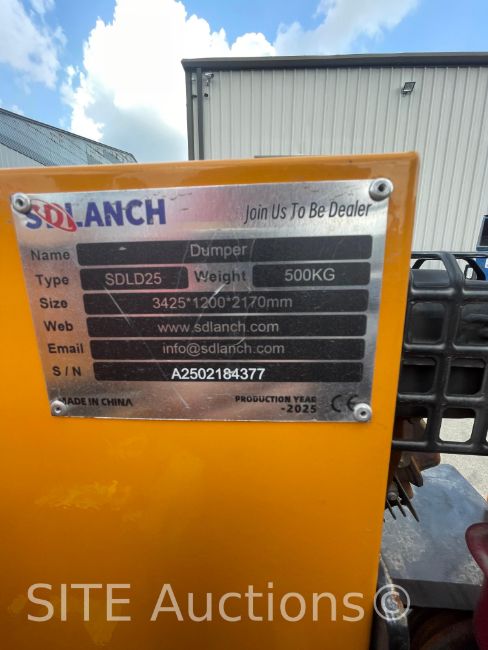 SDLANCH Join Us To Be Dealer
Name Dumper
Type SDLD25 Weight 500KG
Size 3425*1200*2170mm
Web www.sdlanch.com
Email info@sdlanch.com
S / N A2502184377
MADE IN CHINA PRODUCTION YEAR -2025 CE
SITE Auctions©